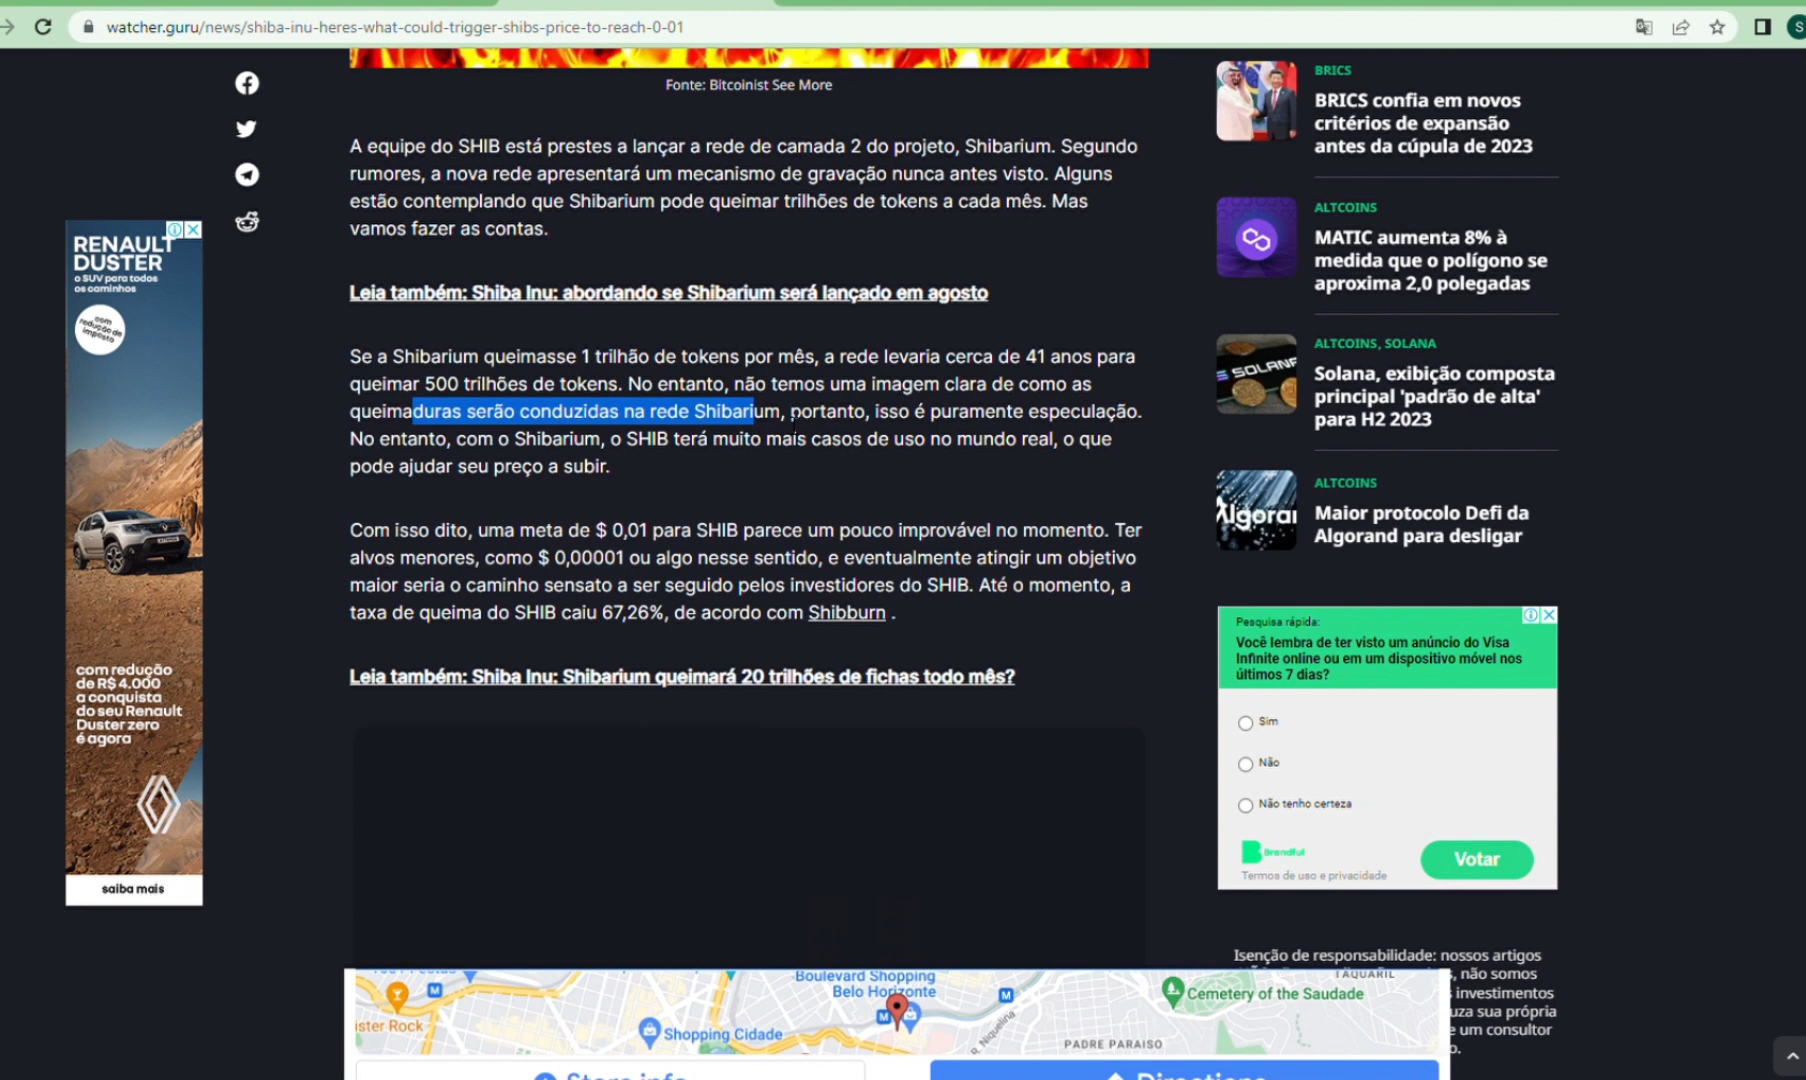 watcher.guru/news/shiba-inu-heres-what-could-trigger-shibs-price-to-reach-0-01
S
Fonte: Bitcoinist See More
A equipe do SHIB está prestes a lançar a rede de camada 2 do projeto, Shibarium. Segundo
rumores, a nova rede apresentará um mecanismo de gravação nunca antes visto. Alguns
estão contemplando que Shibarium pode queimar trilhões de tokens a cada mês. Mas
vamos fazer as contas.
Leia também: Shiba Inu: abordando se Shibarium será lançado em agosto
Se a Shibarium queimasse 1 trilhão de tokens por mês, a rede levaria cerca de 41 anos para
queimar 500 trilhões de tokens. No entanto, não temos uma imagem clara de como as
queimaduras serão conduzidas na rede Shibarium, portanto, isso é puramente especulação.
No entanto, com o Shibarium, o SHIB terá muito mais casos de uso no mundo real, o que
pode ajudar seu preço a subir.
Com isso dito, uma meta de $ 0,01 para SHIB parece um pouco improvável no momento. Ter
alvos menores, como $ 0,00001 ou algo nesse sentido, e eventualmente atingir um objetivo
maior seria o caminho sensato a ser seguido pelos investidores do SHIB. Até o momento, a
taxa de queima do SHIB caiu 67,26%, de acordo com Shibburn .
Leia também: Shiba Inu: Shibarium queimará 20 trilhões de fichas todo mês?
RENAULT
DUSTER
o SUV para todos
os caminhos
com
redução de
imposto
com redução
de R$ 4.000
a conquista
do seu Renault
Duster zero
é agora
saiba mais
BRICS
BRICS confia em novos
critérios de expansão
antes da cúpula de 2023
ALTCOINS
MATIC aumenta 8% à
medida que o polígono se
aproxima 2,0 polegadas
SOLANA
ALTCOINS, SOLANA
Solana, exibição composta
principal 'padrão de alta'
para H2 2023
Algoran
ALTCOINS
Maior protocolo Defi da
Algorand para desligar
Pesquisa rápida:
Você lembra de ter visto um anúncio do Visa
Infinite online ou em um dispositivo móvel nos
últimos 7 dias?
Sim
Não
Não tenho certeza
Brandful
Termos de uso e privacidade
Votar
Isenção de responsabilidade: nossos artigos
, não somos
investimentos
uza sua própria
e um consultor
o.
Boulevard Shopping
Belo Horizonte
M
M
M
ister Rock
Shopping Cidade
R. Niquelina
PADRE PARAISO
TAQUARIL
Cemetery of the Saudade
Store info
Directions